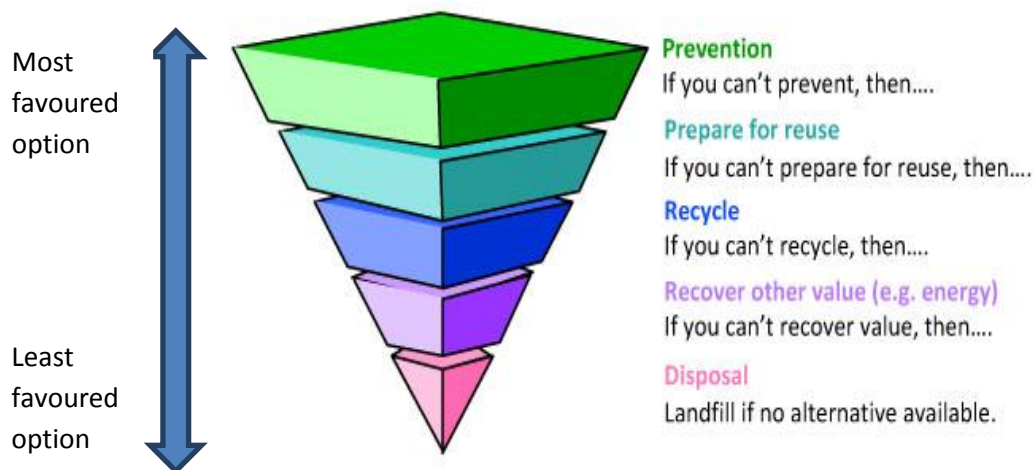 Most
favoured
option
Least
favoured
option
Prevention
If you can't prevent, then....
Prepare for reuse
If you can't prepare for reuse, then....
Recycle
If you can't recycle, then....
Recover other value (e.g. energy)
If you can't recover value, then....
Disposal
Landfill if no alternative available.